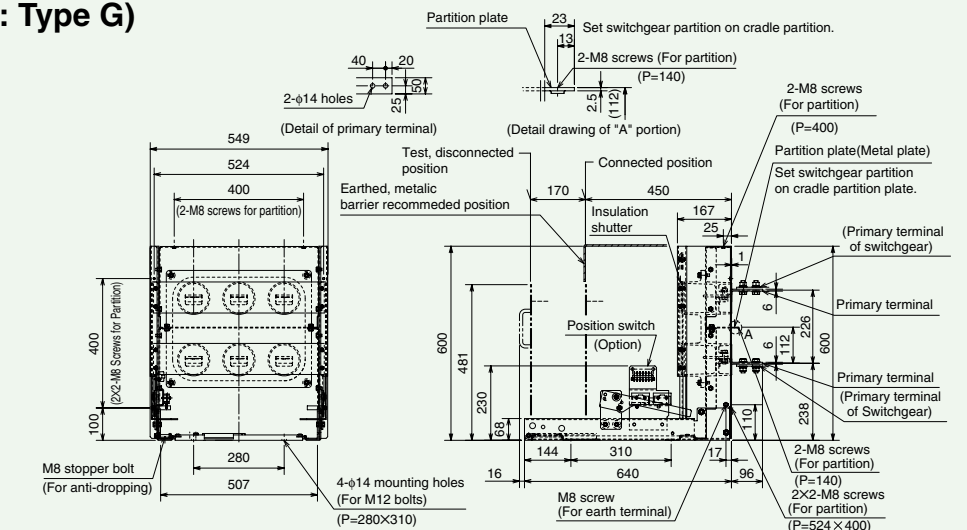 : Type G)
Partition plate
23
13
Set switchgear partition on cradle partition.
2-M8 screws (For partition)
(P=140)
2.5
(112)
(Detail drawing of "A" portion)
40
20
50
25
2-φ14 holes
(Detail of primary terminal)
549
524
400
(2-M8 screws for partition)
400
(2X2-M8 Screws for Partition)
100
280
507
M8 stopper bolt
(For anti-dropping)
4-φ14 mounting holes
(For M12 bolts)
(P=280×310)
Test, disconnected
position
Earthed, metalic
barrier recommeded position
Connected position
170
450
167
25
1
Insulation
shutter
Position switch
(Option)
600
481
230
68
144
310
17
16
640
96
M8 screw
(For earth terminal)
2-M8 screws
(For partition)
(P=400)
Partition plate(Metal plate)
Set switchgear partition
on cradle partition plate.
(Primary terminal
of switchgear)
Primary terminal
6
226
A
112
600
6
110
238
Primary terminal
(Primary terminal
of Switchgear)
2-M8 screws
(For partition)
(P=140)
2×2-M8 screws
(For partition)
(P=524×400)